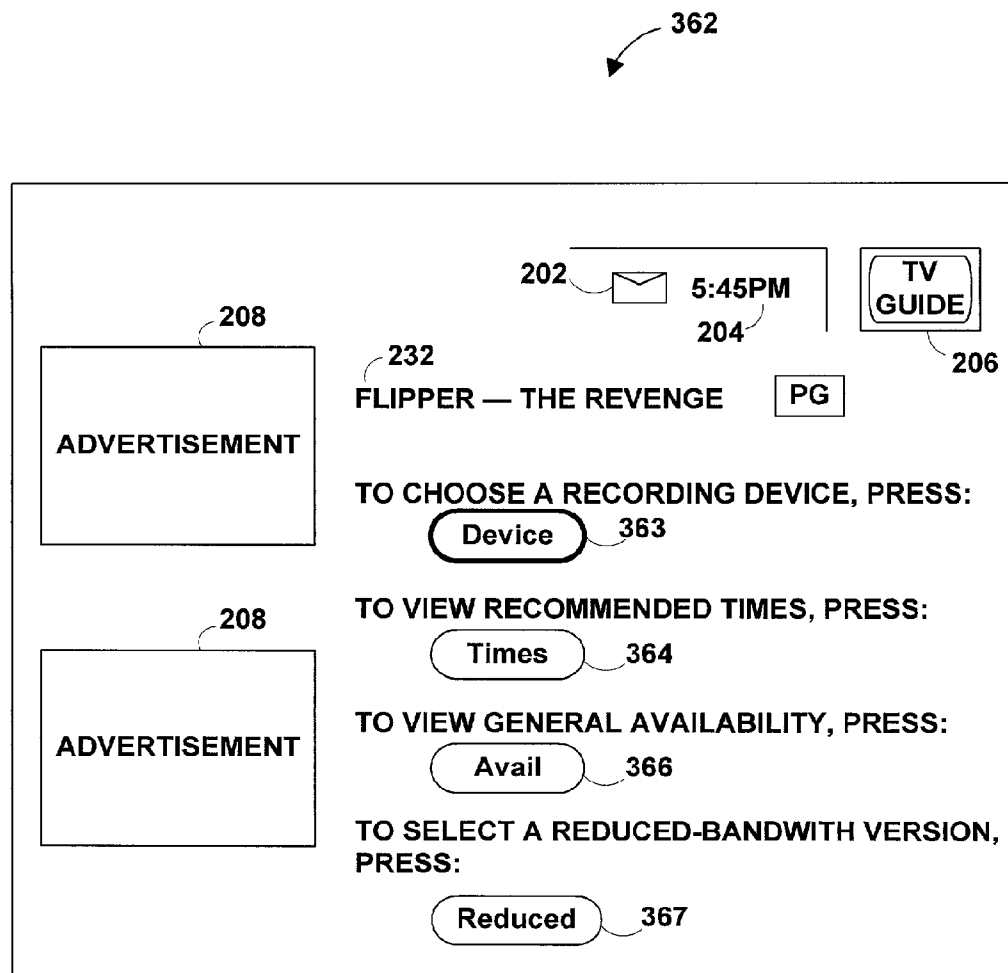 362
202
5:45PM
204
TV
GUIDE
206
208
ADVERTISEMENT
232
FLIPPER — THE REVENGE
PG
TO CHOOSE A RECORDING DEVICE, PRESS:
Device
363
TO VIEW RECOMMENDED TIMES, PRESS:
Times
364
208
ADVERTISEMENT
TO VIEW GENERAL AVAILABILITY, PRESS:
Avail
366
TO SELECT A REDUCED-BANDWITH VERSION,
PRESS:
Reduced
367